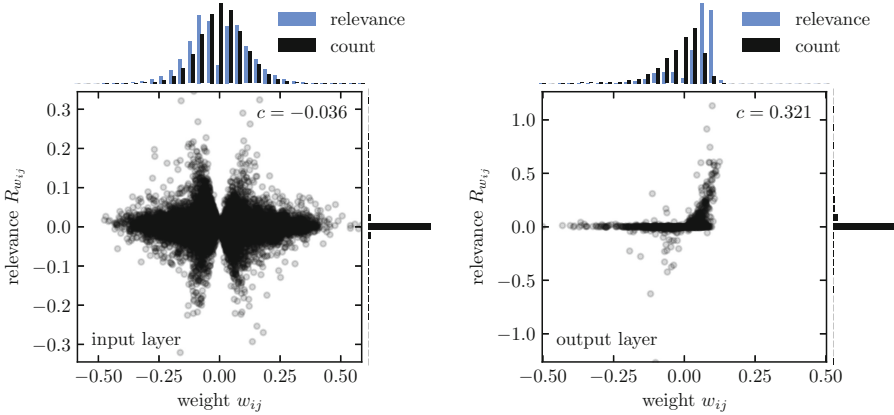 relevance
count
c = −0.036
0.3
0.2
0.1
0.0
−0.1
−0.2
−0.3
relevance R_{w_{ij}}
input layer
−0.50 −0.25 0.00 0.25 0.50
weight w_{ij}
relevance
count
c = 0.321
1.0
0.5
0.0
−0.5
−1.0
relevance R_{w_{ij}}
output layer
−0.50 −0.25 0.00 0.25 0.50
weight w_{ij}